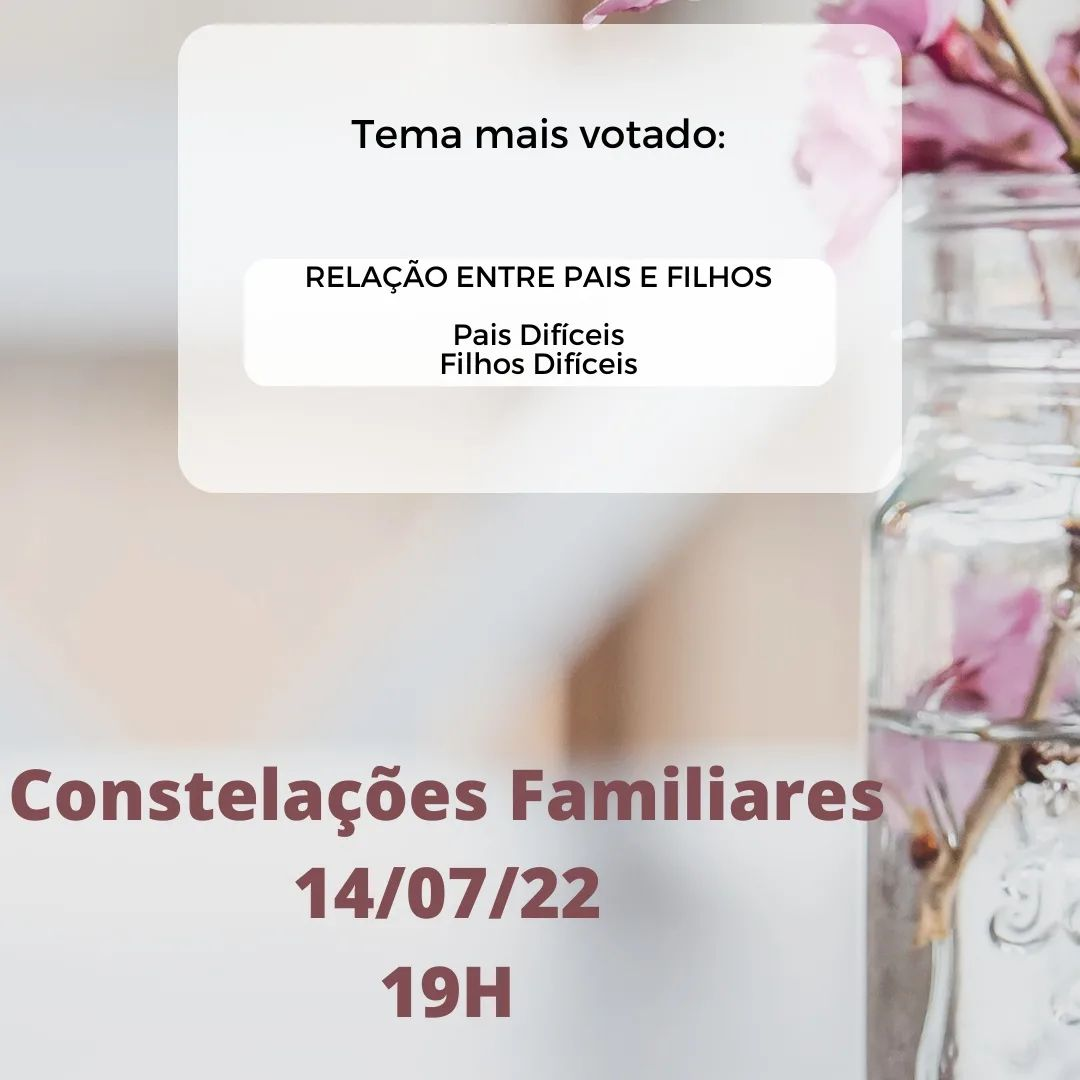 Tema mais votado:
RELAÇÃO ENTRE PAIS E FILHOS
Pais Difíceis
Filhos Difíceis
Constelações Familiares
14/07/22
19H